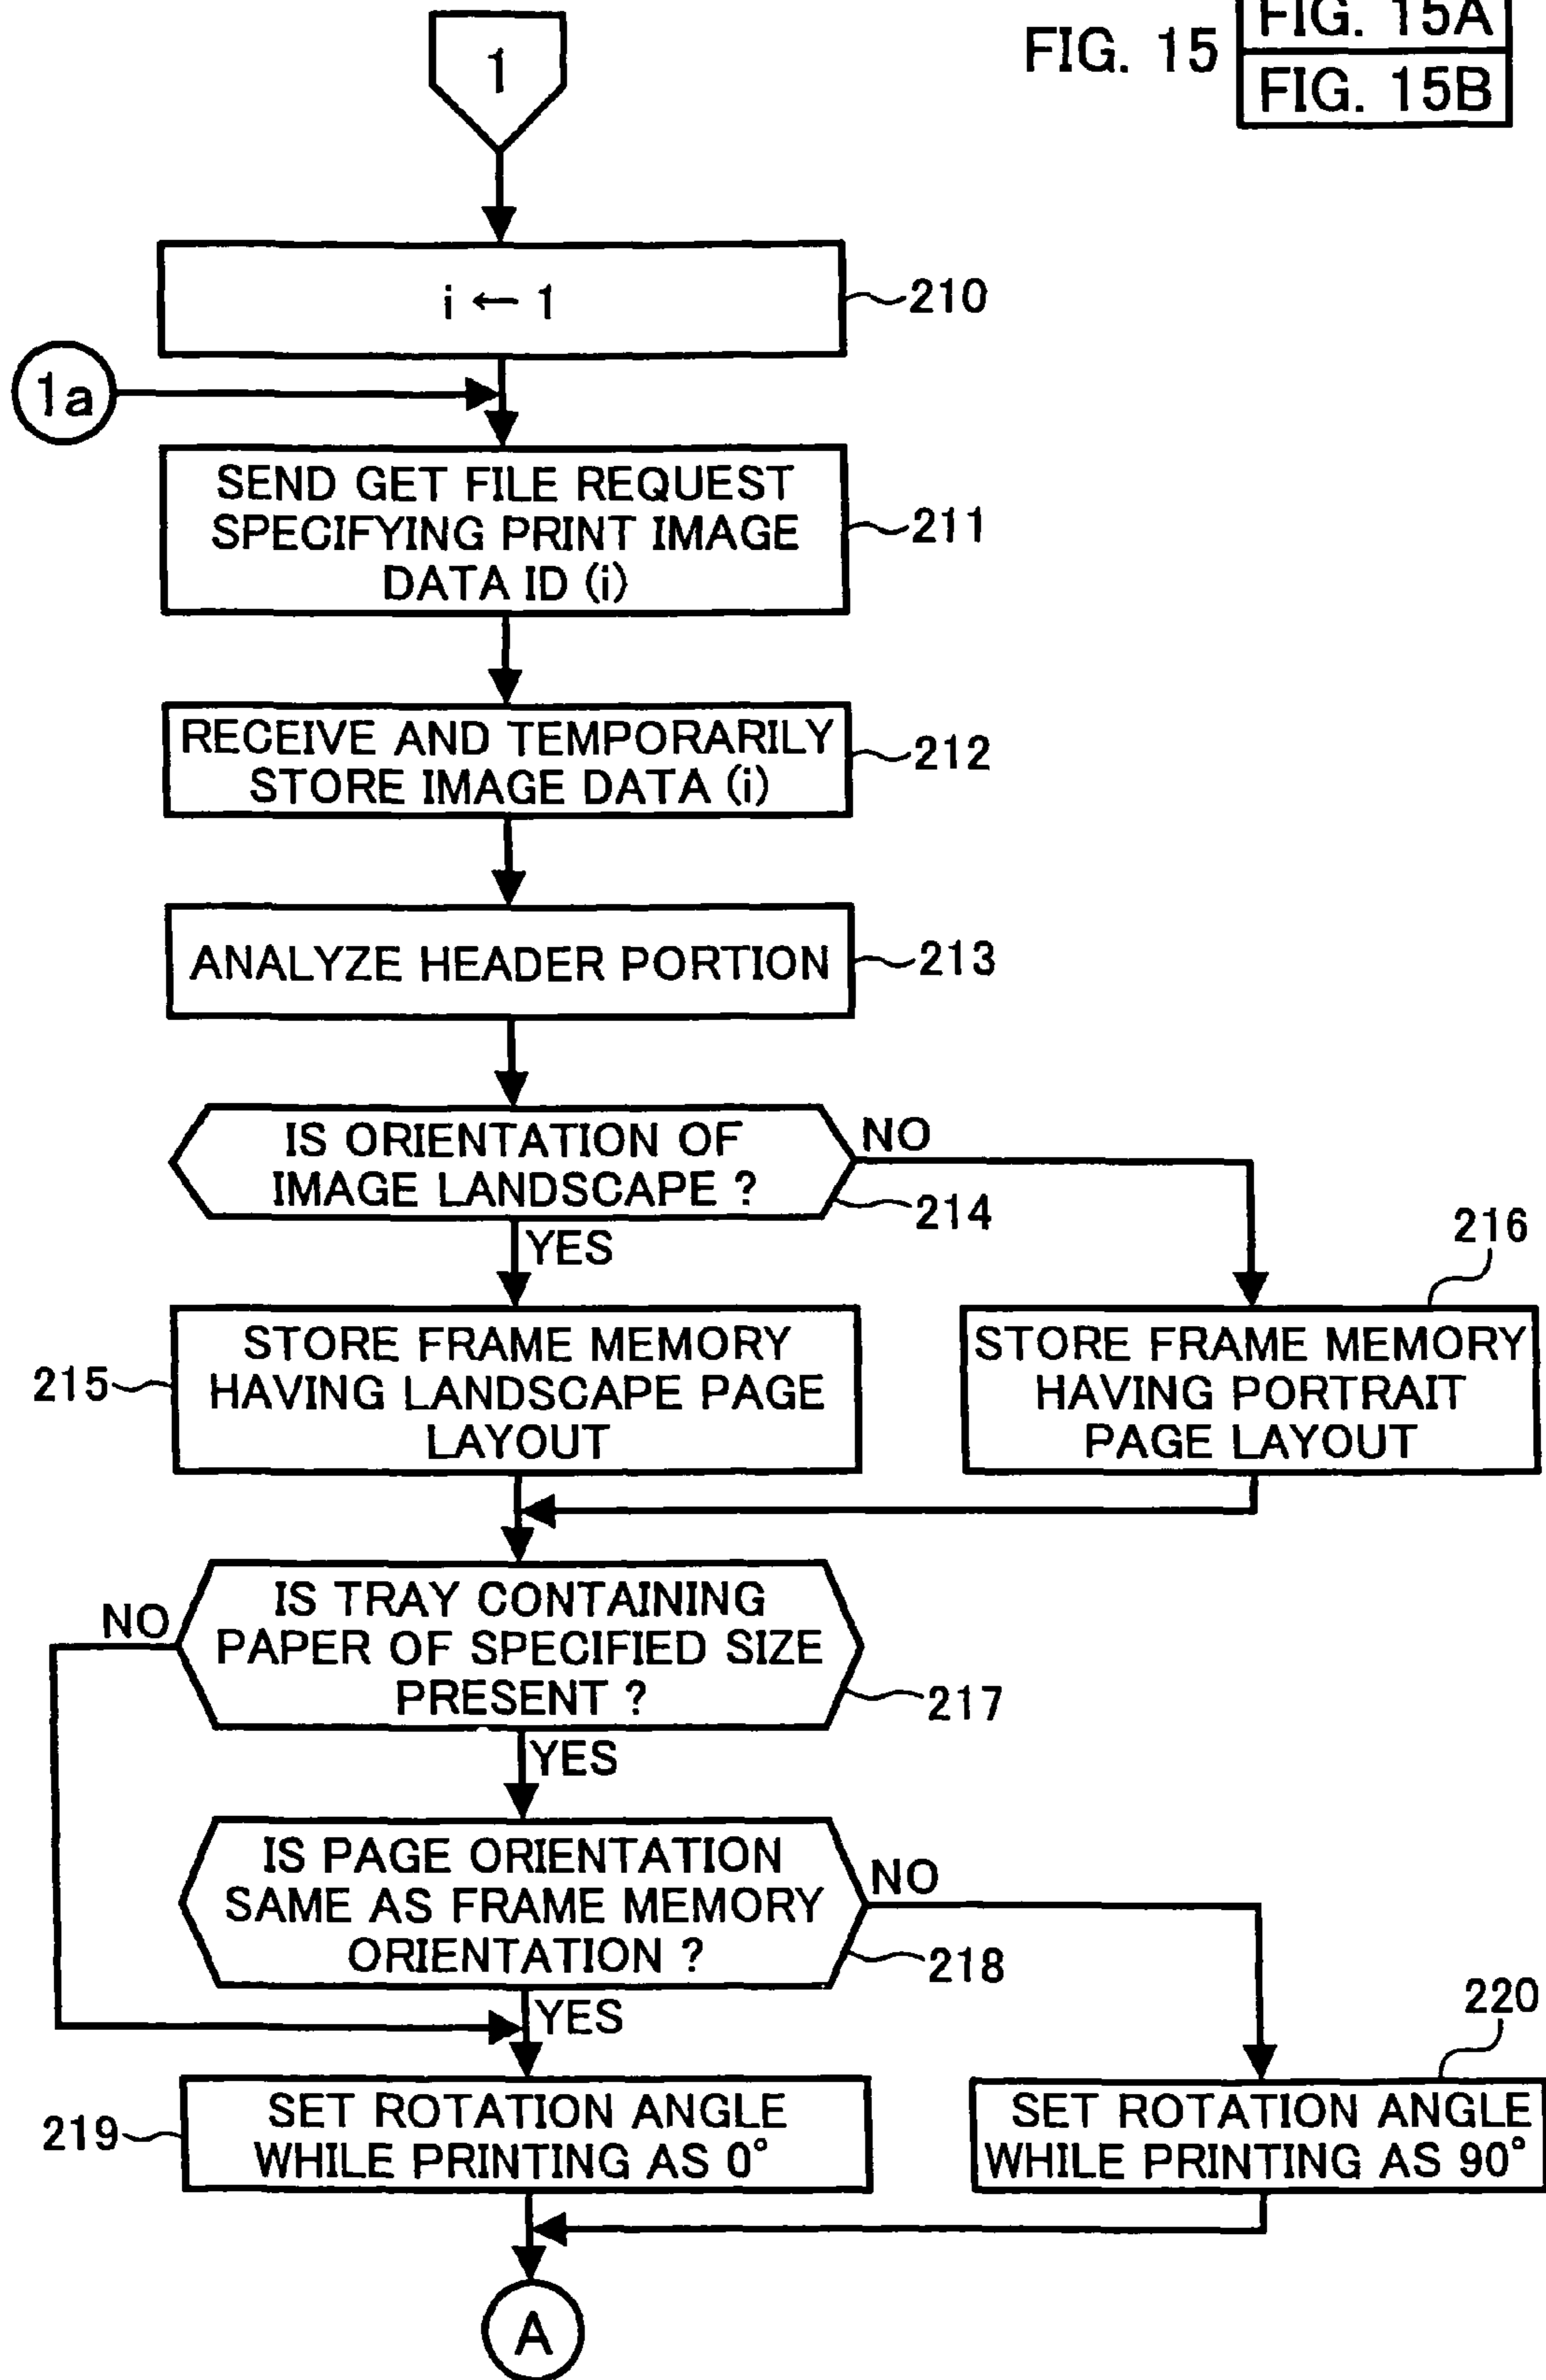 FIG. 15
FIG. 15A
FIG. 15B
1
i ← 1
210
1a
SEND GET FILE REQUEST
SPECIFYING PRINT IMAGE
DATA ID (i)
211
RECEIVE AND TEMPORARILY
STORE IMAGE DATA (i)
212
ANALYZE HEADER PORTION
213
IS ORIENTATION OF
IMAGE LANDSCAPE ?
NO
214
YES
216
215
STORE FRAME MEMORY
HAVING LANDSCAPE PAGE
LAYOUT
STORE FRAME MEMORY
HAVING PORTRAIT
PAGE LAYOUT
NO
IS TRAY CONTAINING
PAPER OF SPECIFIED SIZE
PRESENT ?
217
YES
IS PAGE ORIENTATION
SAME AS FRAME MEMORY
ORIENTATION ?
NO
218
YES
220
219
SET ROTATION ANGLE
WHILE PRINTING AS 0°
SET ROTATION ANGLE
WHILE PRINTING AS 90°
A